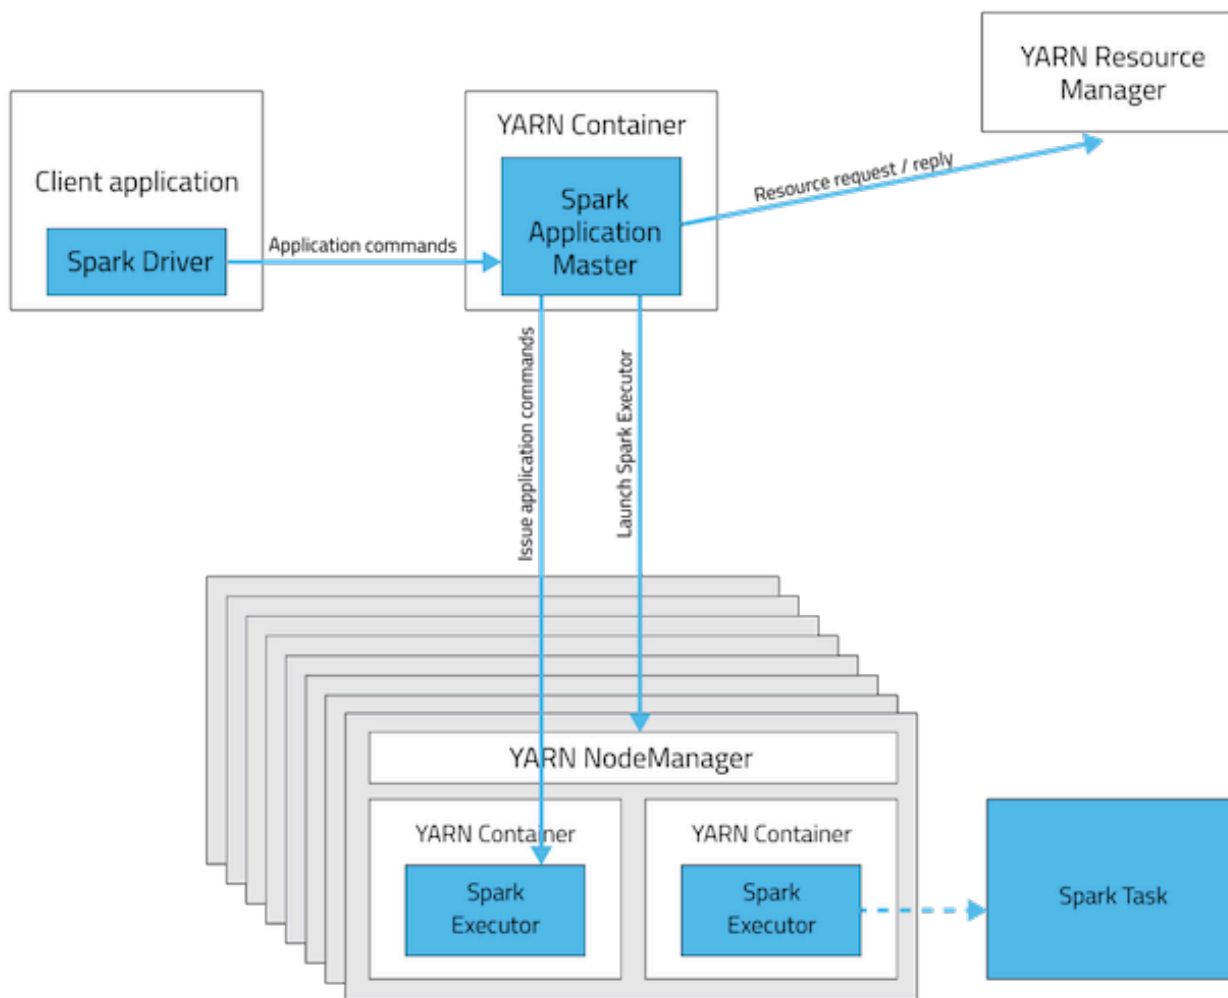 YARN Resource
Manager
YARN Container
Client application
Spark
Application
Master
Resource request / reply
Spark Driver
Application commands
Issue application commands
Launch Spark Executor
YARN NodeManager
YARN Container
YARN Container
Spark
Executor
Spark
Executor
Spark Task